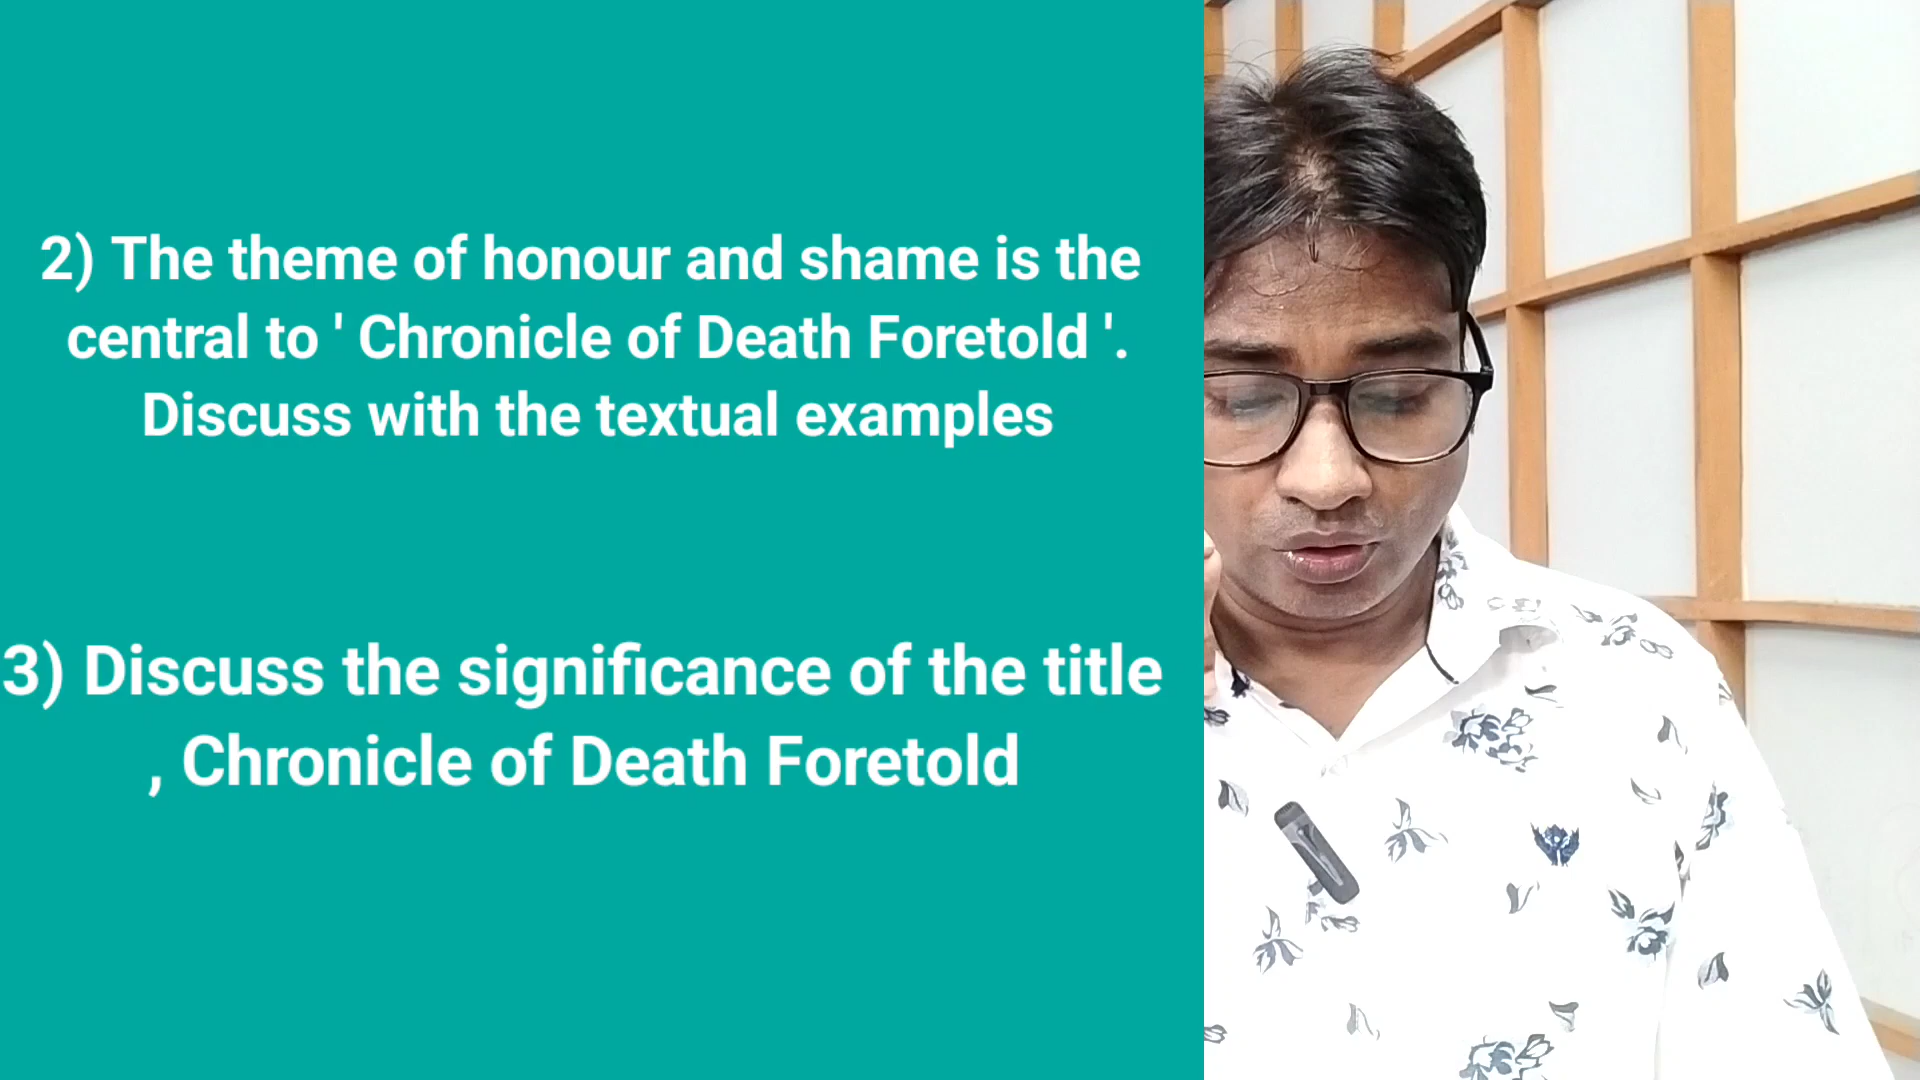 2) The theme of honour and shame is the
central to ' Chronicle of Death Foretold '.
Discuss with the textual examples
3) Discuss the significance of the title
, Chronicle of Death Foretold